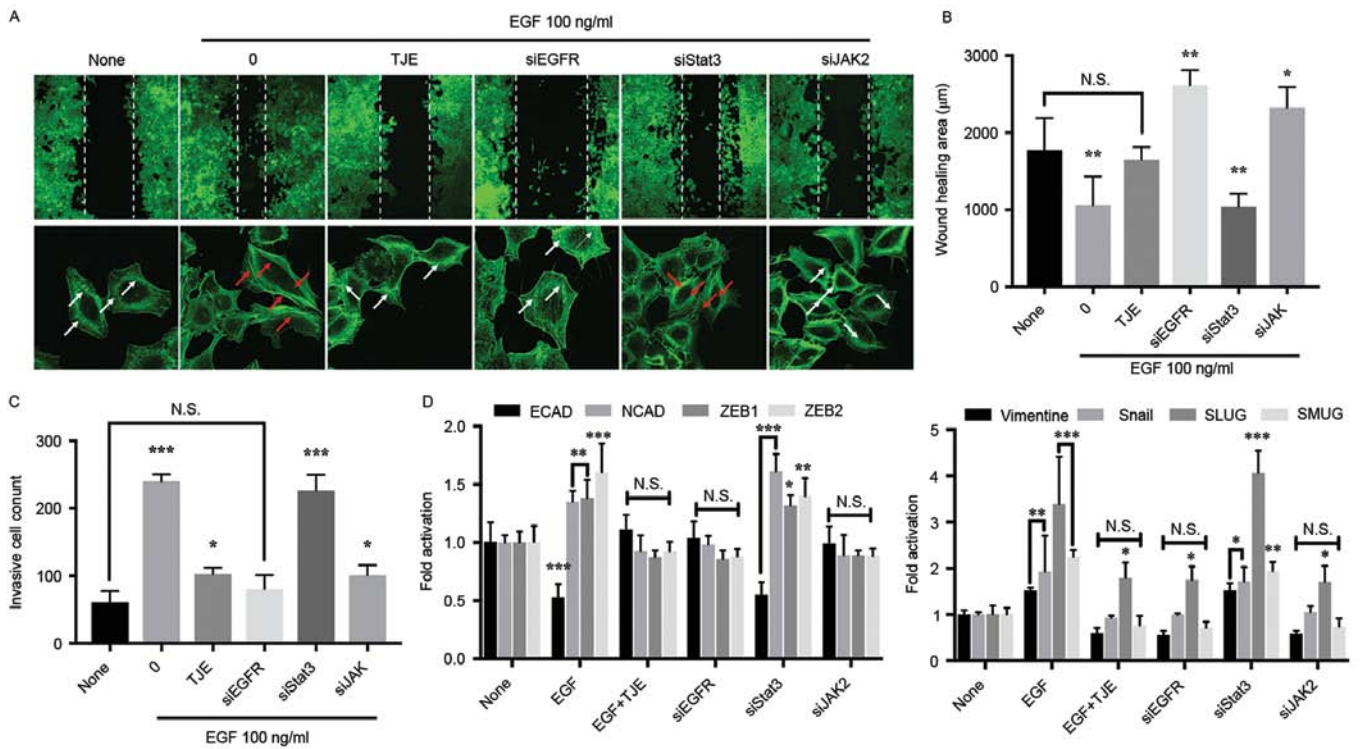 A
EGF 100 ng/ml
None 0 TJE siEGFR siStat3 siJAK2
B
Wound healing area (µm)
3000
2000
1000
0
N.S.
** ** ** *
None 0 TJE siEGFR siStat3 siJAK
EGF 100 ng/ml
C
Invasive cell count
300
200
100
0
N.S.
*** * *** *
None 0 TJE siEGFR siStat3 siJAK
EGF 100 ng/ml
D
ECAD NCAD ZEB1 ZEB2
Fold activation
2.0
1.5
1.0
0.5
0.0
*** ** *** N.S. N.S. *** * ** N.S.
None EGF EGF+TJE siEGFR siStat3 siJAK2
Vimentine Snail SLUG SMUG
Fold activation
5
4
3
2
1
0
** *** N.S. * N.S. * * *** ** N.S. *
None EGF EGF+TJE siEGFR siStat3 siJAK2